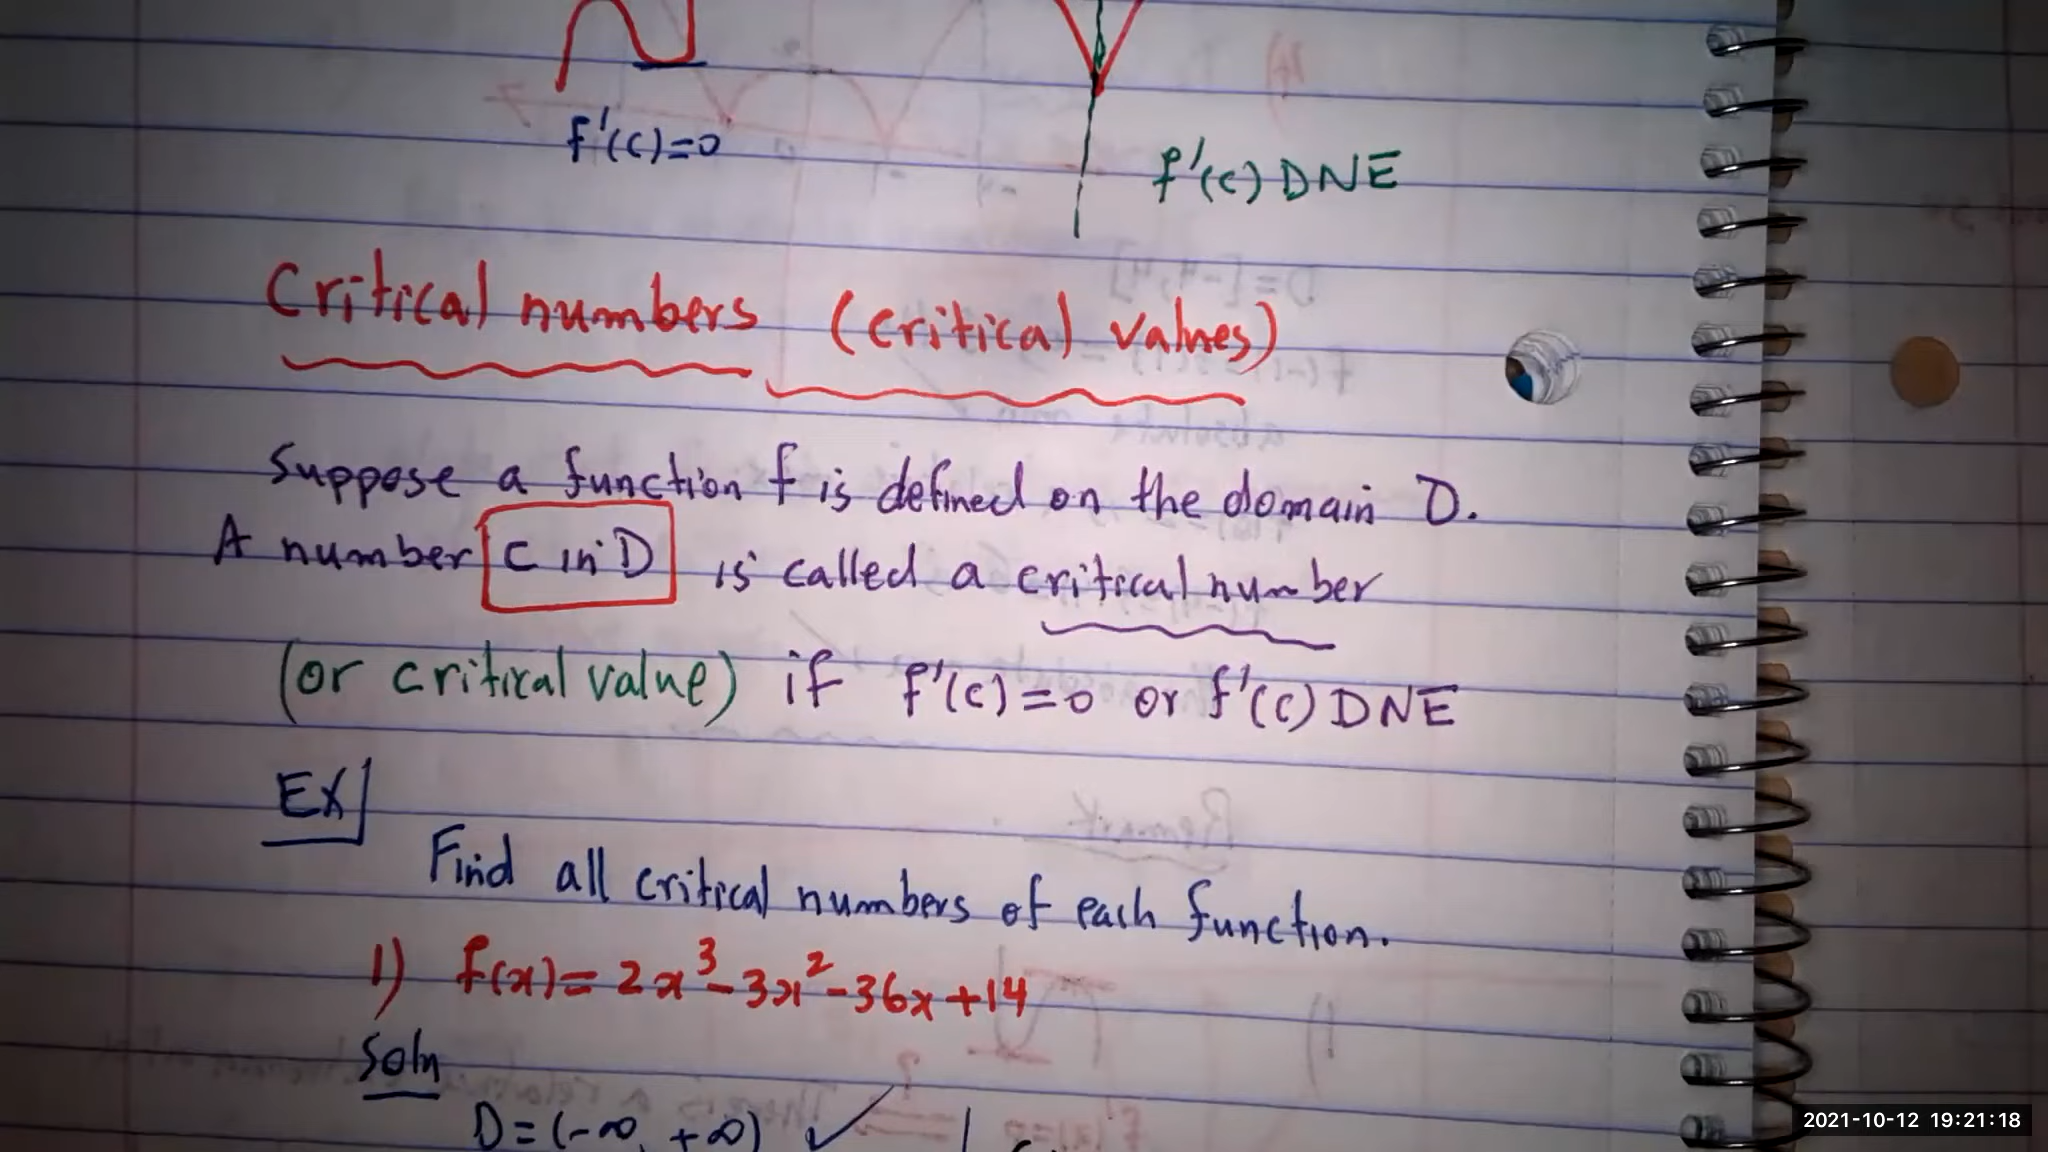 f'(c)=0
f'(c) DNE
Critical numbers (critical values)
Suppose a function f is defined on the domain D.
A number c in D is called a critical number
(or critical value) if f'(c)=0 or f'(c) DNE
EX
Find all critical numbers of each function.
1) f(x)= 2x³-3x²-36x+14
Soln
D=(-∞, +∞) ✓
2021-10-12 19:21:18